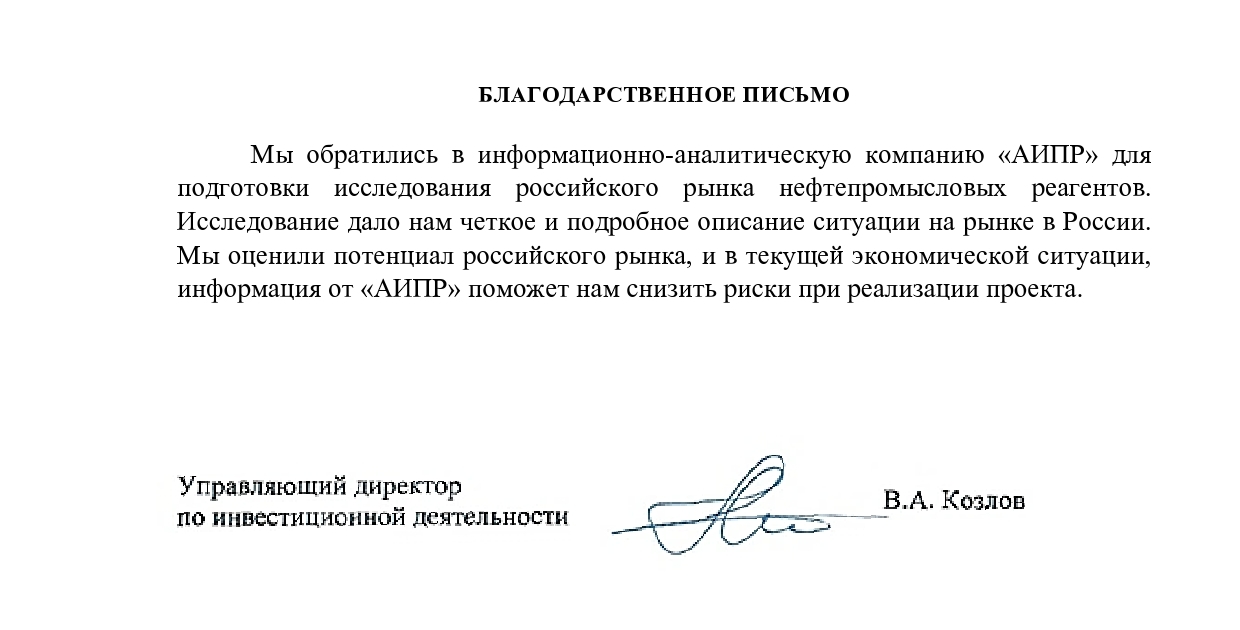 БЛАГОДАРСТВЕННОЕ ПИСЬМО
Мы обратились в информационно-аналитическую компанию «АИПР» для
подготовки исследования российского рынка нефтепромысловых реагентов.
Исследование дало нам четкое и подробное описание ситуации на рынке в России.
Мы оценили потенциал российского рынка, и в текущей экономической ситуации,
информация от «АИПР» поможет нам снизить риски при реализации проекта.
Управляющий директор
по инвестиционной деятельности
В.А. Козлов